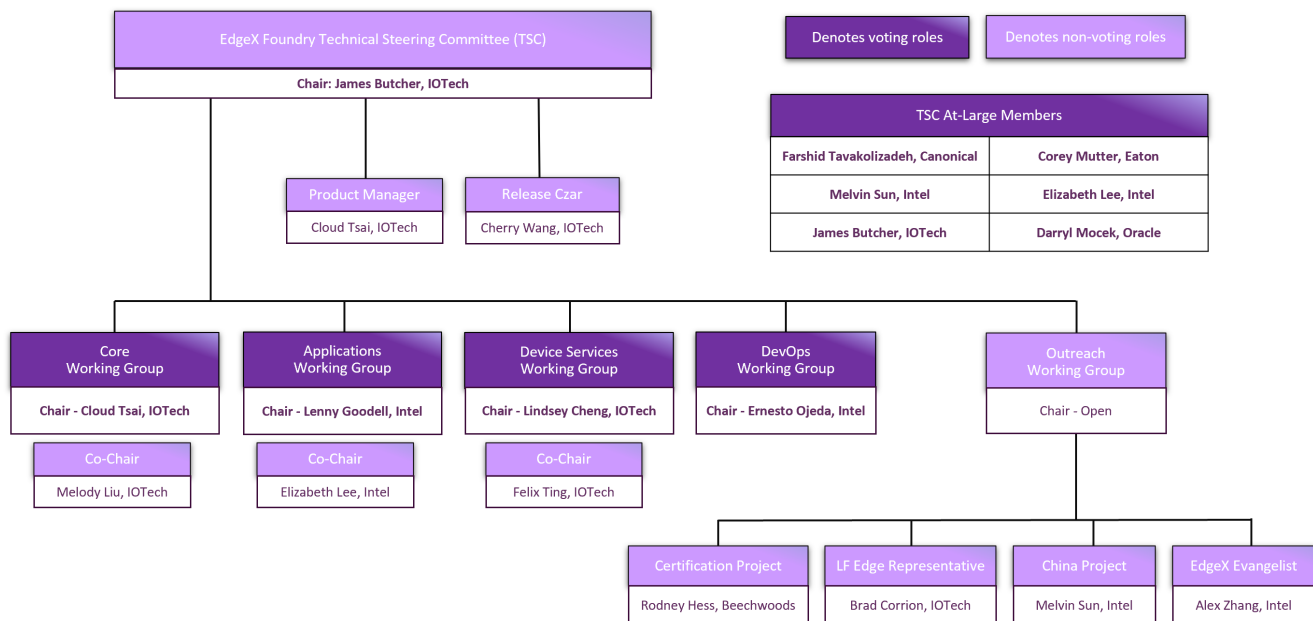 EdgeX Foundry Technical Steering Committee (TSC)
Chair: James Butcher, IOTech
Denotes voting roles
Denotes non-voting roles
TSC At-Large Members
Farshid Tavakolizadeh, Canonical
Corey Mutter, Eaton
Melvin Sun, Intel
Elizabeth Lee, Intel
James Butcher, IOTech
Darryl Mocek, Oracle
Product Manager
Cloud Tsai, IOTech
Release Czar
Cherry Wang, IOTech
Core
Working Group
Chair - Cloud Tsai, IOTech
Co-Chair
Melody Liu, IOTech
Applications
Working Group
Chair - Lenny Goodell, Intel
Co-Chair
Elizabeth Lee, Intel
Device Services
Working Group
Chair - Lindsey Cheng, IOTech
Co-Chair
Felix Ting, IOTech
DevOps
Working Group
Chair - Ernesto Ojeda, Intel
Outreach
Working Group
Chair - Open
Certification Project
Rodney Hess, Beechwoods
LF Edge Representative
Brad Corrion, IOTech
China Project
Melvin Sun, Intel
EdgeX Evangelist
Alex Zhang, Intel